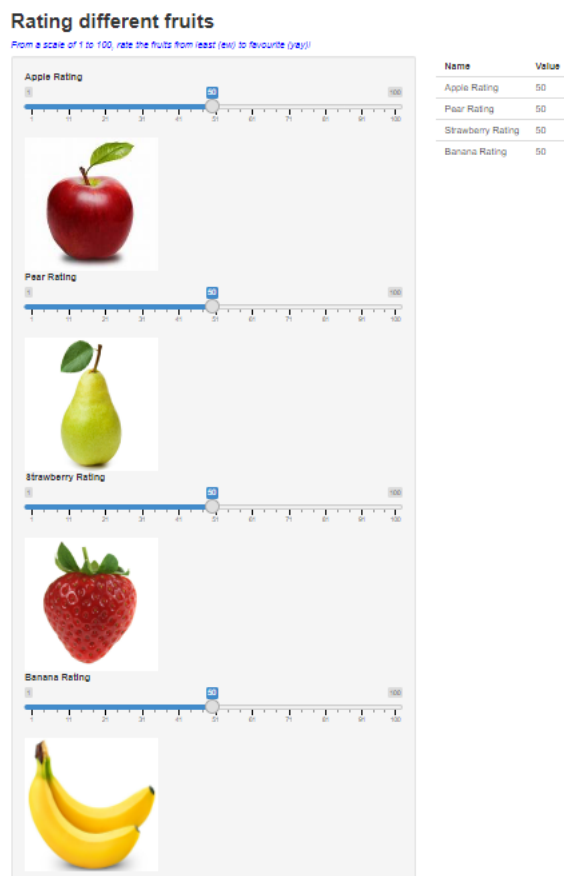 Rating different fruits
From a scale of 1 to 100, rate the fruits from least (ew) to favourite (yay)!
Apple Rating
1 50 100
1 11 21 31 41 51 61 71 81 91 100
Pear Rating
1 50 100
1 11 21 31 41 51 61 71 81 91 100
Strawberry Rating
1 50 100
1 11 21 31 41 51 61 71 81 91 100
Banana Rating
1 50 100
1 11 21 31 41 51 61 71 81 91 100
Name Value
Apple Rating 50
Pear Rating 50
Strawberry Rating 50
Banana Rating 50